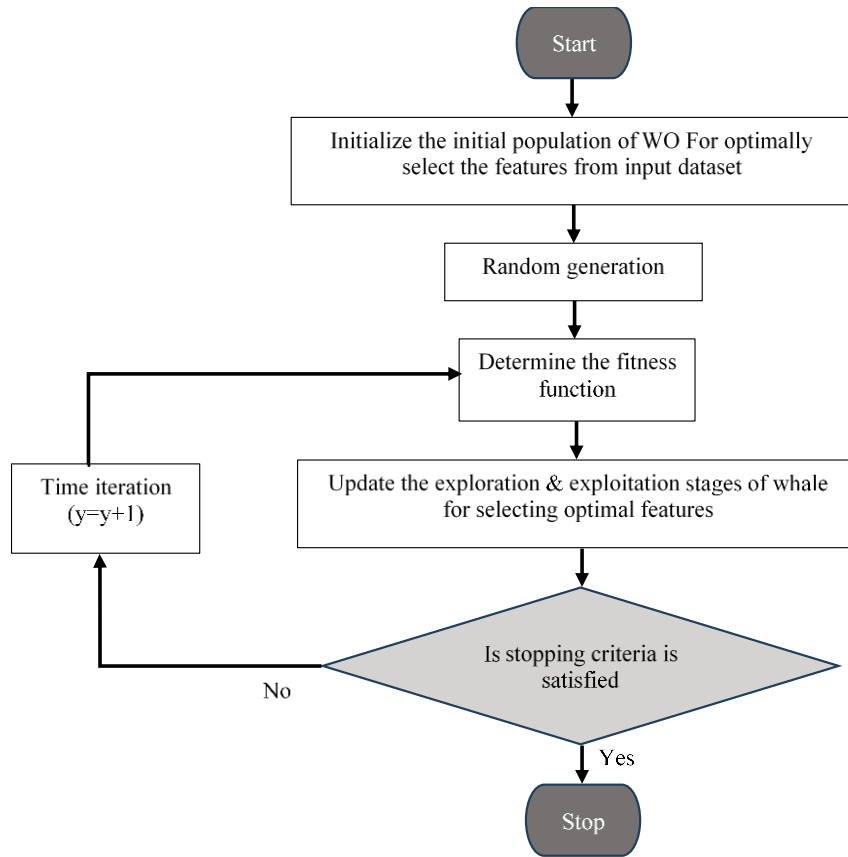 Start
Initialize the initial population of WO For optimally
select the features from input dataset
Random generation
Determine the fitness
function
Time iteration
(y=y+1)
Update the exploration & exploitation stages of whale
for selecting optimal features
Is stopping criteria is
satisfied
No
Yes
Stop